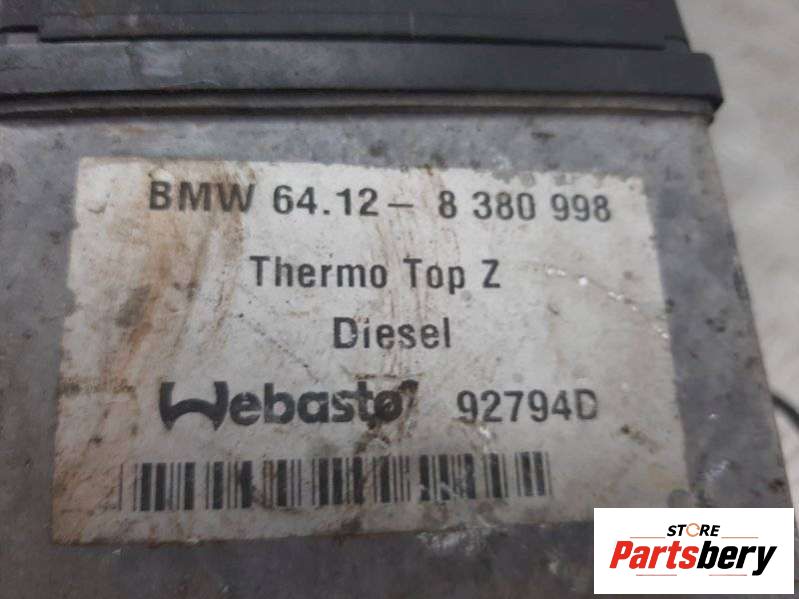 BMW 64.12 - 8 380 998
Thermo Top Z
Diesel
Webasto 92794D
STORE
Partsbery